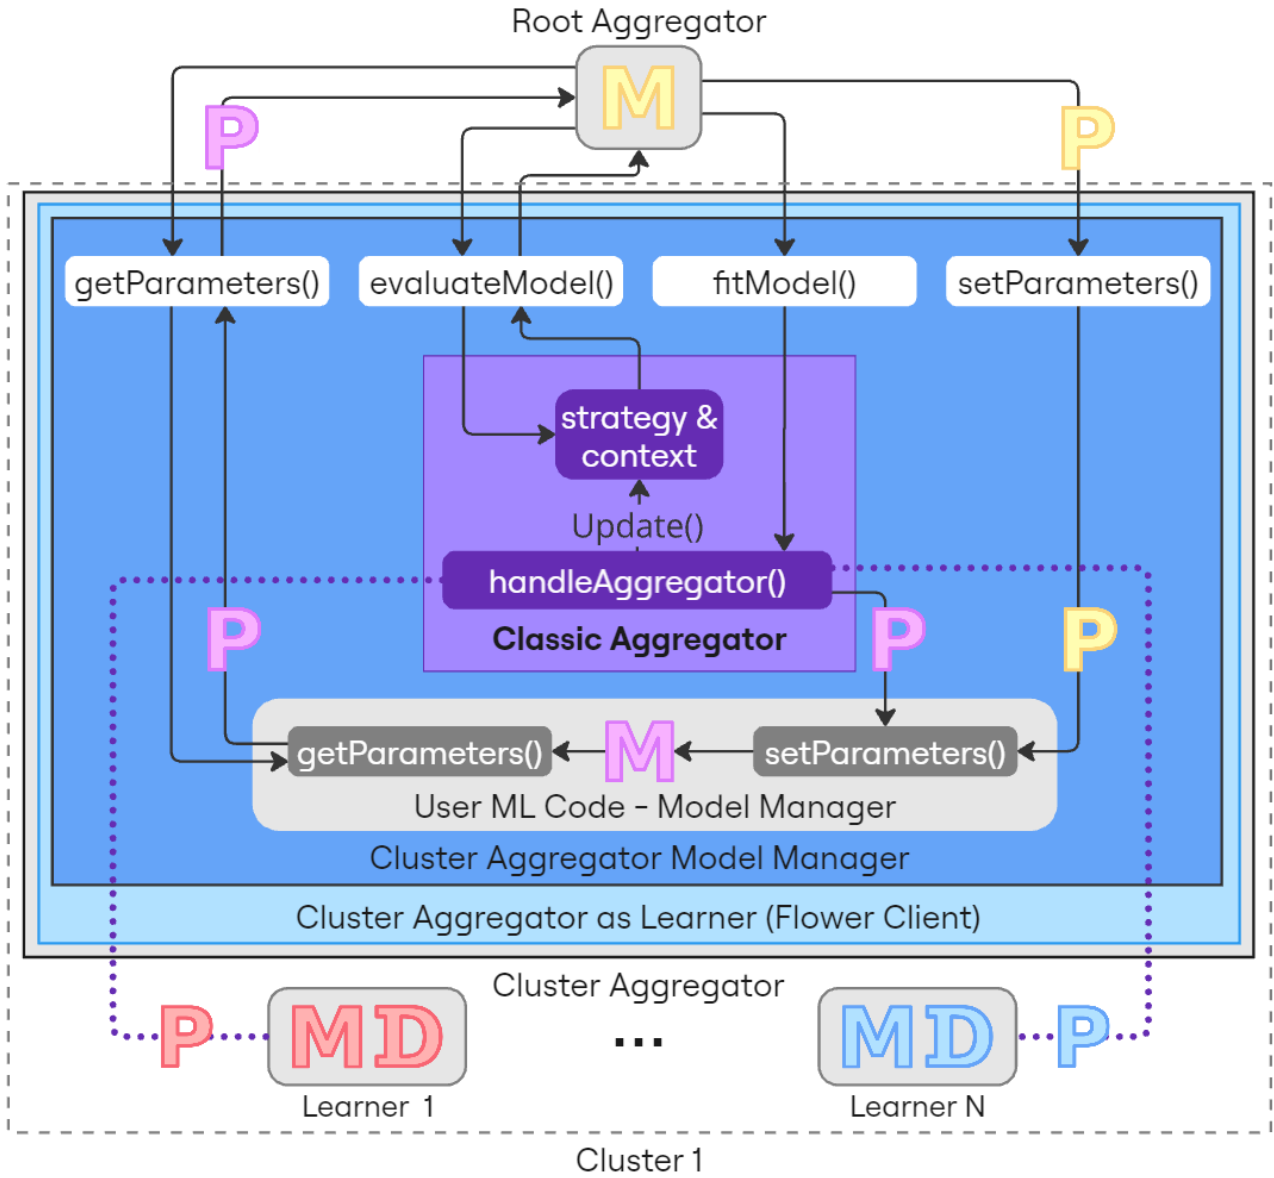 Root Aggregator
M
P
P
getParameters()
evaluateModel()
fitModel()
setParameters()
strategy &
context
Update()
handleAggregator()
Classic Aggregator
P
P
P
getParameters()
M
setParameters()
User ML Code - Model Manager
Cluster Aggregator Model Manager
Cluster Aggregator as Learner (Flower Client)
Cluster Aggregator
P
MD
...
MD
P
Learner 1
Learner N
Cluster 1